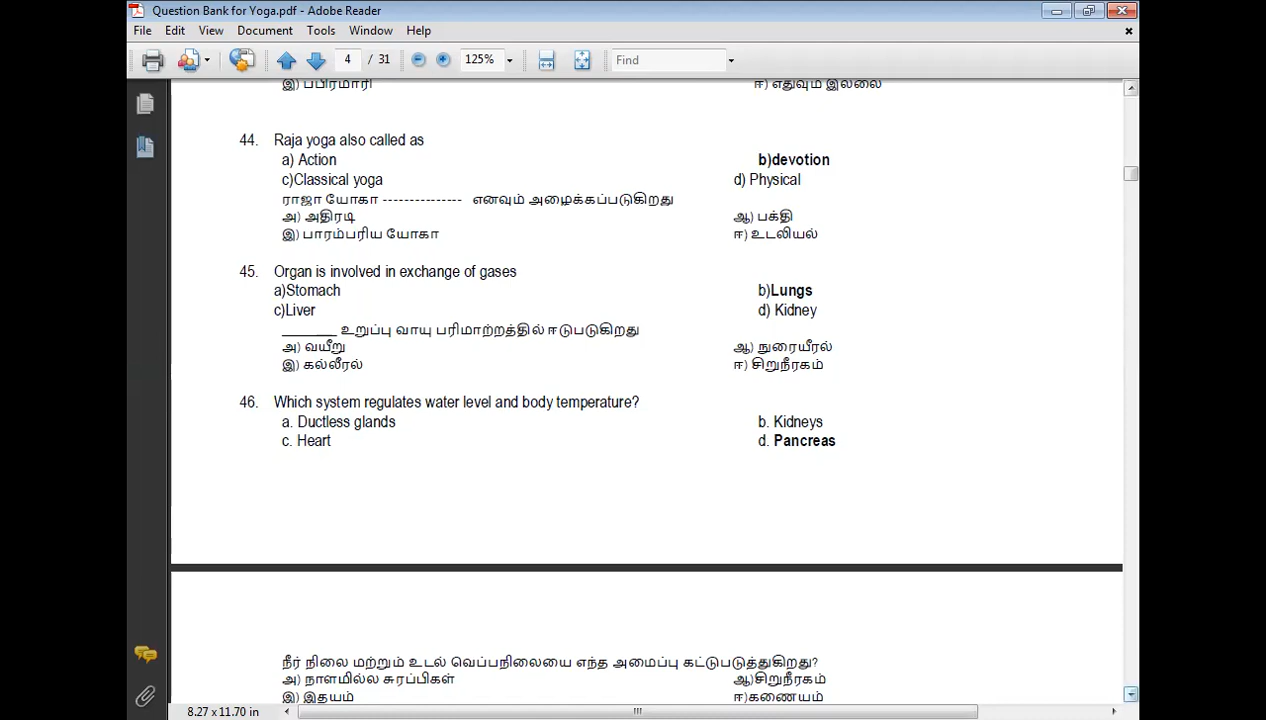 Question Bank for Yoga.pdf - Adobe Reader
File Edit View Document Tools Window Help
4 / 31 125% Find
இ) பபிரமாரி ஈ) எதுவும் இல்லை
44. Raja yoga also called as
a) Action b)devotion
c)Classical yoga d) Physical
ராஜா யோகா --------------- எனவும் அழைக்கப்படுகிறது
அ) அதிரடி ஆ) பக்தி
இ) பாரம்பரிய யோகா ஈ) உடலியல்
45. Organ is involved in exchange of gases
a)Stomach b)Lungs
c)Liver d) Kidney
________ உறுப்பு வாயு பரிமாற்றத்தில் ஈடுபடுகிறது
அ) வயீறு ஆ) நுரையீரல்
இ) கல்லீரல் ஈ) சிறுநீரகம்
46. Which system regulates water level and body temperature?
a. Ductless glands b. Kidneys
c. Heart d. Pancreas
நீர் நிலை மற்றும் உடல் வெப்பநிலையை எந்த அமைப்பு கட்டுபடுத்துகிறது?
அ) நாளமில்ல சுரப்பிகள் ஆ)சிறுநீரகம்
இ) இதயம் ஈ)கணையம்
8.27 x 11.70 in